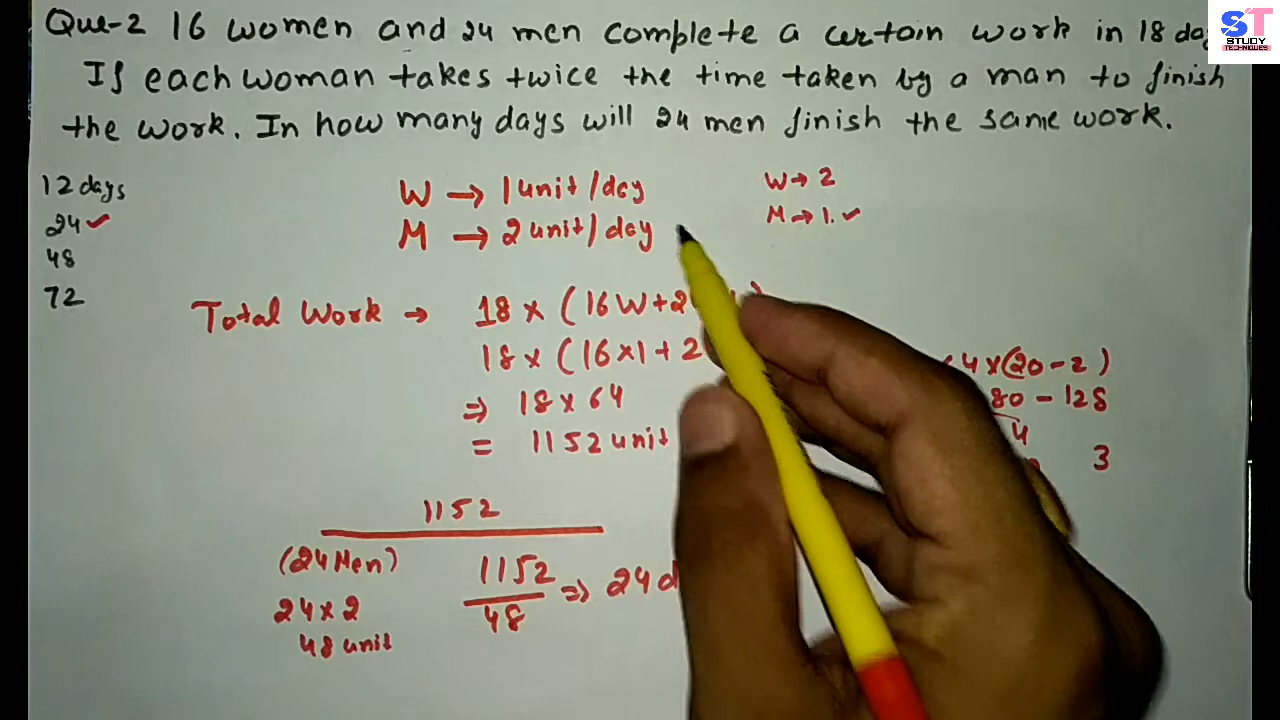 Que-2 16 women and 24 men complete a certain work in 18 day
If each woman takes twice the time taken by a man to finish
the work. In how many days will 24 men finish the same work.
ST
STUDY
TECHNIQUES
12 days
24 ✓
48
72
W → 1 unit/day
M → 2 unit/day
W → 2
M → 1. ✓
Total Work → 18 × (16W + 2
18 × (16×1 + 2
⇒ 18 × 64
= 1152 unit
4×(20-2)
80 - 128
4
3
1152
(24 Men)
24×2
48 unit
1152
48
⇒ 24 d